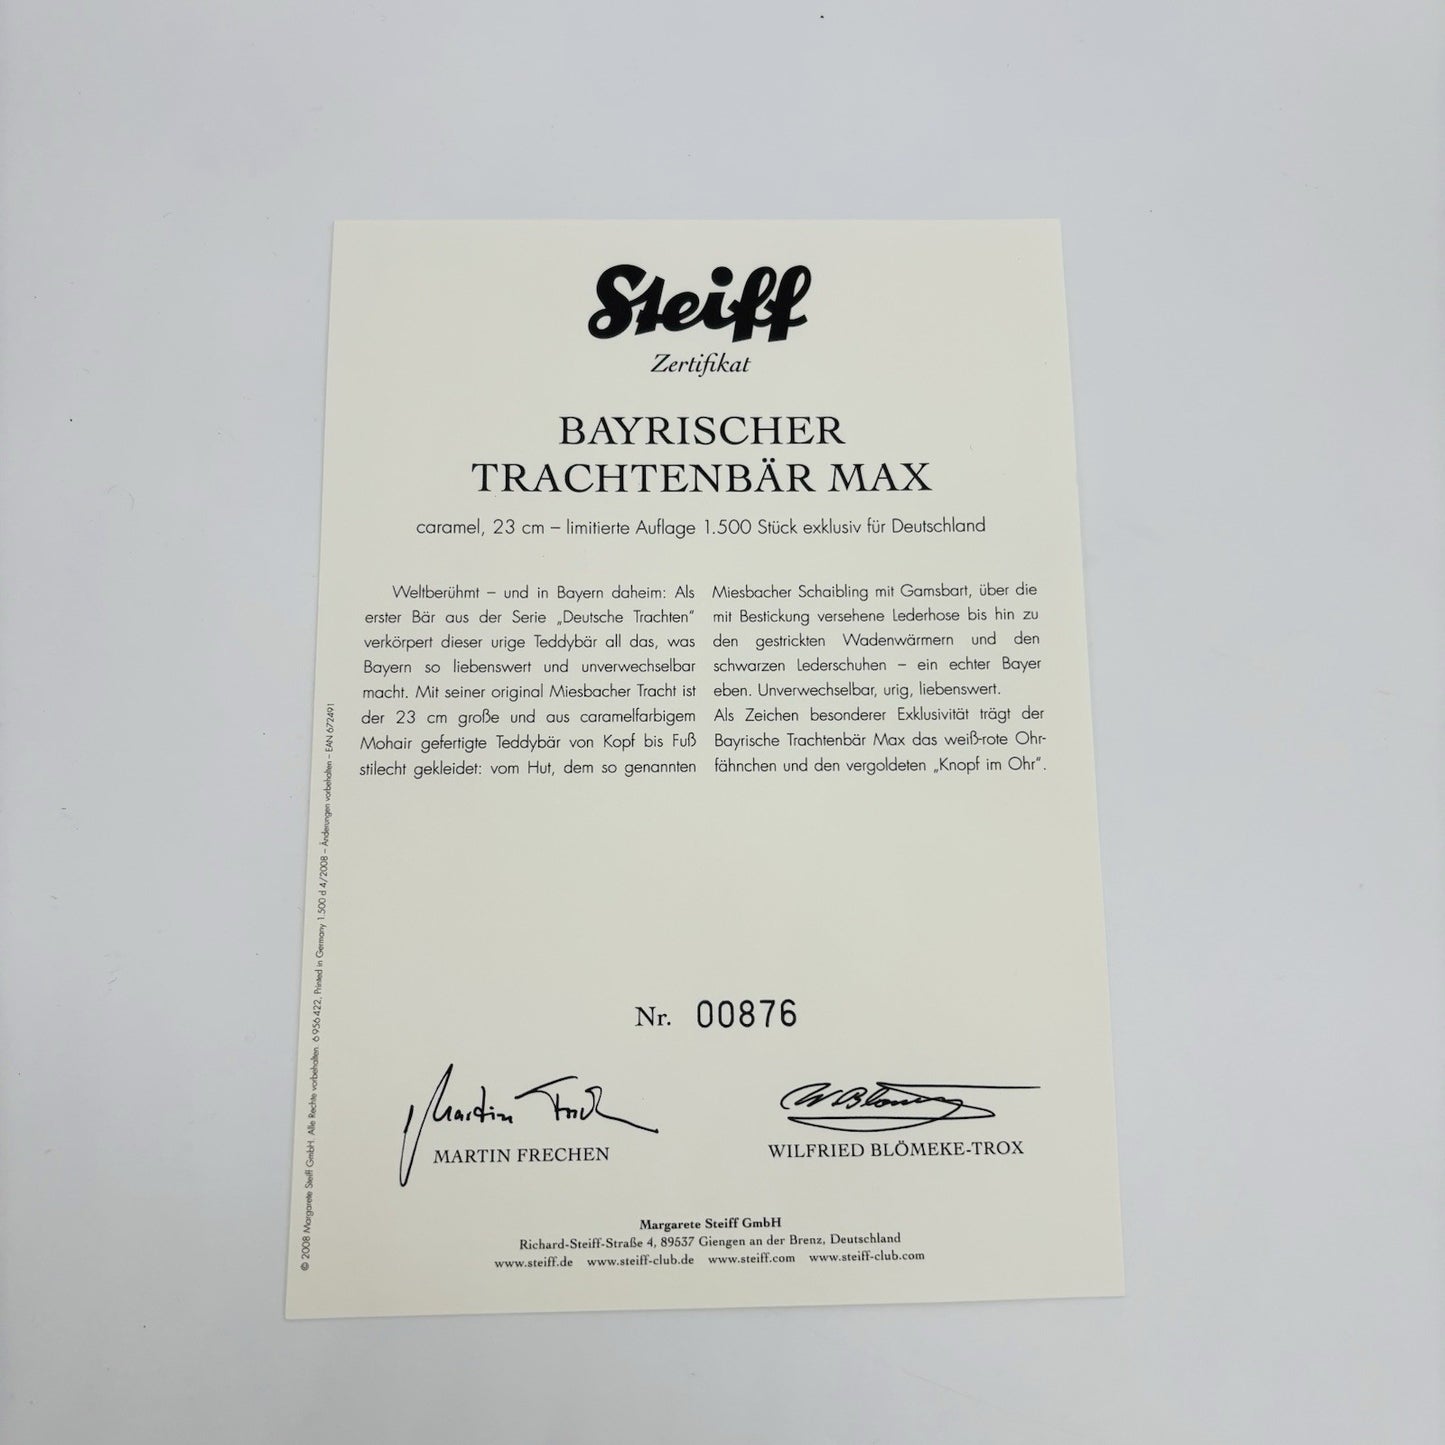 Steiff
Zertifikat
BAYRISCHER
TRACHTENBÄR MAX
caramel, 23 cm – limitierte Auflage 1.500 Stück exklusiv für Deutschland
Weltberühmt – und in Bayern daheim: Als
erster Bär aus der Serie „Deutsche Trachten“
verkörpert dieser urige Teddybär all das, was
Bayern so liebenswert und unverwechselbar
macht. Mit seiner original Miesbacher Tracht ist
der 23 cm große und aus caramelfarbigem
Mohair gefertigte Teddybär von Kopf bis Fuß
stilecht gekleidet: vom Hut, dem so genannten
Miesbacher Schaibling mit Gamsbart, über die
mit Bestickung versehene Lederhose bis hin zu
den gestrickten Wadenwärmern und den
schwarzen Lederschuhen – ein echter Bayer
eben. Unverwechselbar, urig, liebenswert.
Als Zeichen besonderer Exklusivität trägt der
Bayrische Trachtenbär Max das weiß-rote Ohr-
fähnchen und den vergoldeten „Knopf im Ohr“.
© 2008 Margarete Steiff GmbH. Alle Rechte vorbehalten. 6 956 422, Printed in Germany 1.500 d 4/2008 – Änderungen vorbehalten – EAN 672491
Nr. 00876
MARTIN FRECHEN
WILFRIED BLÖMEKE-TROX
Margarete Steiff GmbH
Richard-Steiff-Straße 4, 89537 Giengen an der Brenz, Deutschland
www.steiff.de www.steiff-club.de www.steiff.com www.steiff-club.com